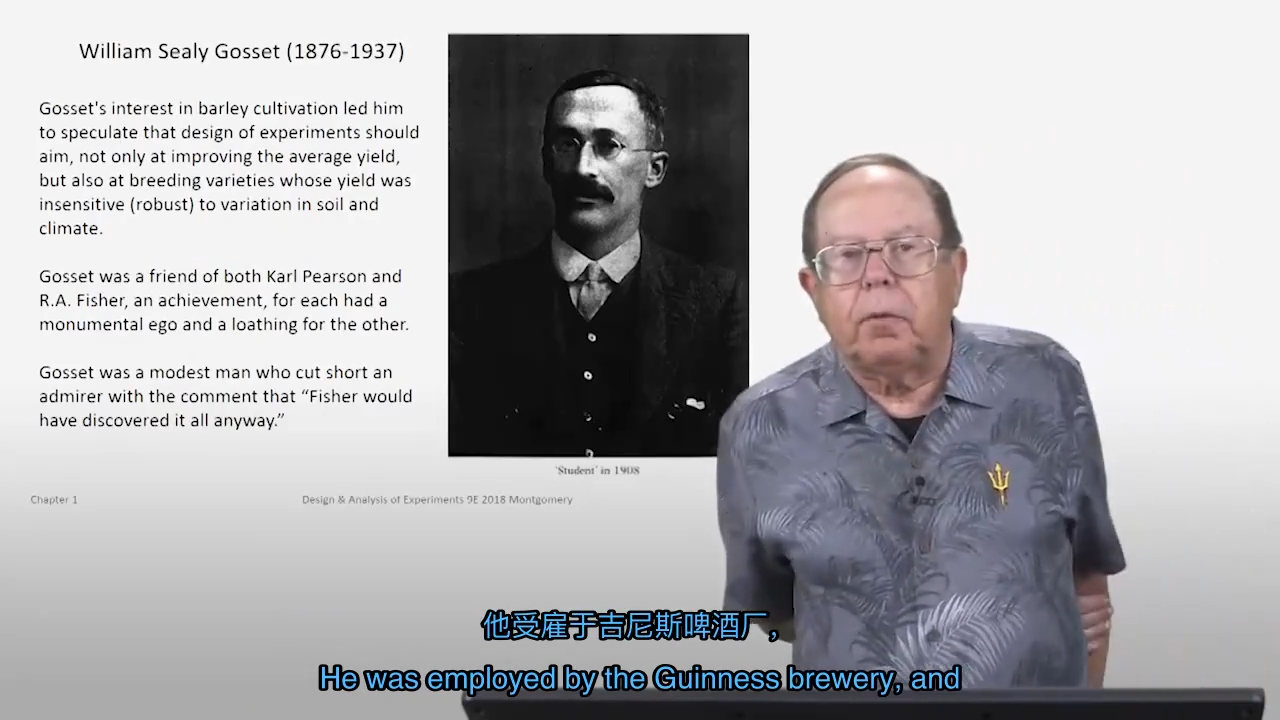 William Sealy Gosset (1876-1937)
Gosset's interest in barley cultivation led him
to speculate that design of experiments should
aim, not only at improving the average yield,
but also at breeding varieties whose yield was
insensitive (robust) to variation in soil and
climate.
Gosset was a friend of both Karl Pearson and
R.A. Fisher, an achievement, for each had a
monumental ego and a loathing for the other.
Gosset was a modest man who cut short an
admirer with the comment that “Fisher would
have discovered it all anyway.”
'Student' in 1908
Chapter 1
Design & Analysis of Experiments 9E 2018 Montgomery
他受雇于吉尼斯啤酒厂，
He was employed by the Guinness brewery, and